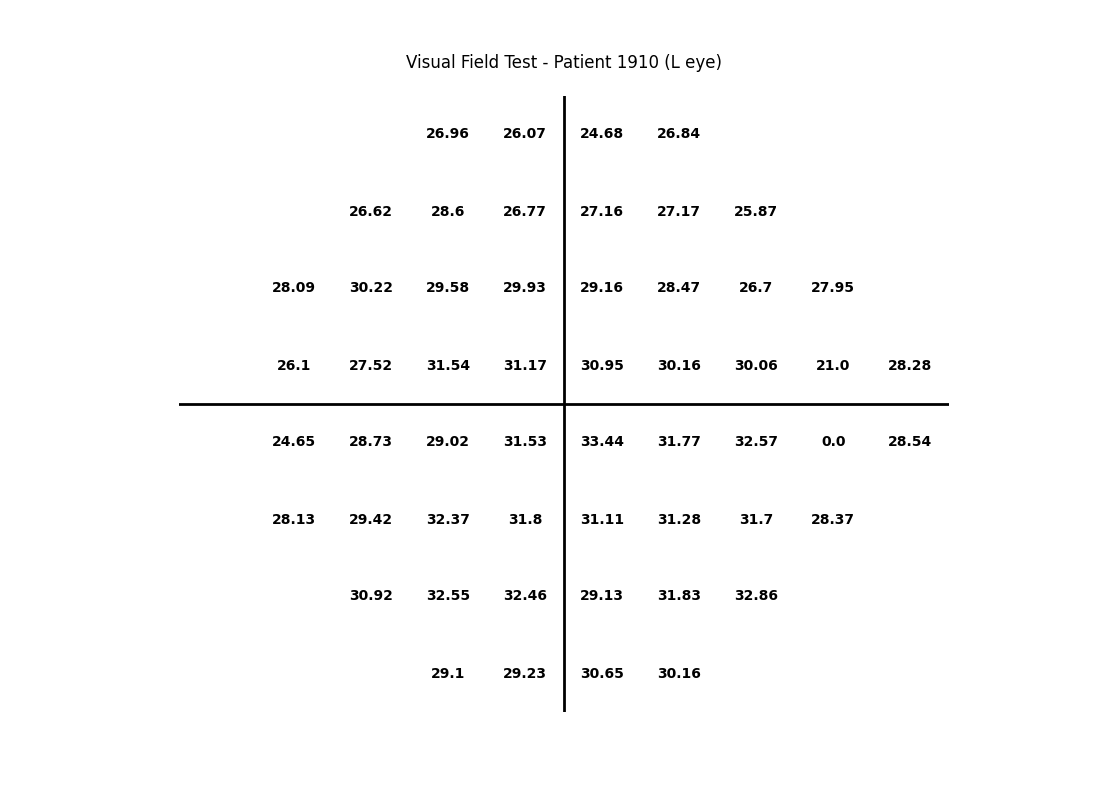 Visual Field Test - Patient 1910 (L eye)
26.96 26.07 24.68 26.84
26.62 28.6 26.77 27.16 27.17 25.87
28.09 30.22 29.58 29.93 29.16 28.47 26.7 27.95
26.1 27.52 31.54 31.17 30.95 30.16 30.06 21.0 28.28
24.65 28.73 29.02 31.53 33.44 31.77 32.57 0.0 28.54
28.13 29.42 32.37 31.8 31.11 31.28 31.7 28.37
30.92 32.55 32.46 29.13 31.83 32.86
29.1 29.23 30.65 30.16